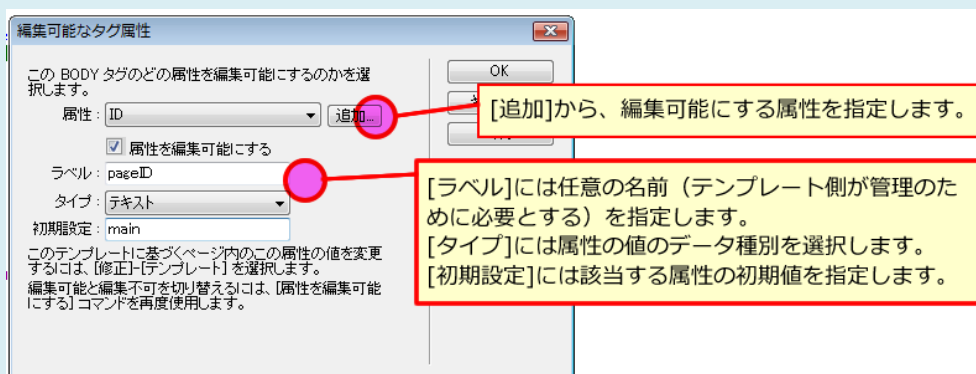 編集可能なタグ属性
この BODY タグのどの属性を編集可能にするのかを選
択します。
属性：
ID
追加...
属性を編集可能にする
ラベル：
pageID
タイプ：
テキスト
初期設定：
main
このテンプレートに基づくページ内のこの属性の値を変更
するには、[修正]-[テンプレート] を選択します。
編集可能と編集不可を切り替えるには、[属性を編集可能
にする] コマンドを再度使用します。
OK
[追加]から、編集可能にする属性を指定します。
[ラベル]には任意の名前（テンプレート側が管理のた
めに必要とする）を指定します。
[タイプ]には属性の値のデータ種別を選択します。
[初期設定]には該当する属性の初期値を指定します。